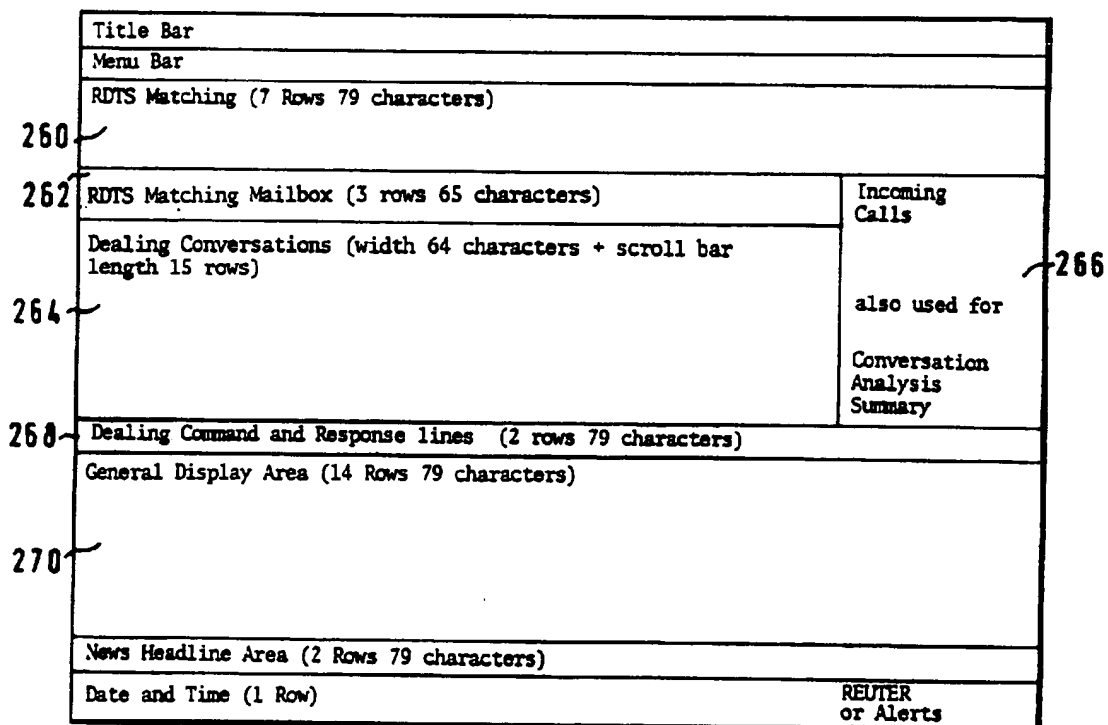 Title Bar
Menu Bar
RDTS Matching (7 Rows 79 characters)
260
262
RDTS Matching Mailbox (3 rows 65 characters)
Incoming
Calls
Dealing Conversations (width 64 characters + scroll bar
length 15 rows)
266
264
also used for
Conversation
Analysis
Summary
268
Dealing Command and Response lines (2 rows 79 characters)
General Display Area (14 Rows 79 characters)
270
News Headline Area (2 Rows 79 characters)
Date and Time (1 Row)
REUTER
or Alerts